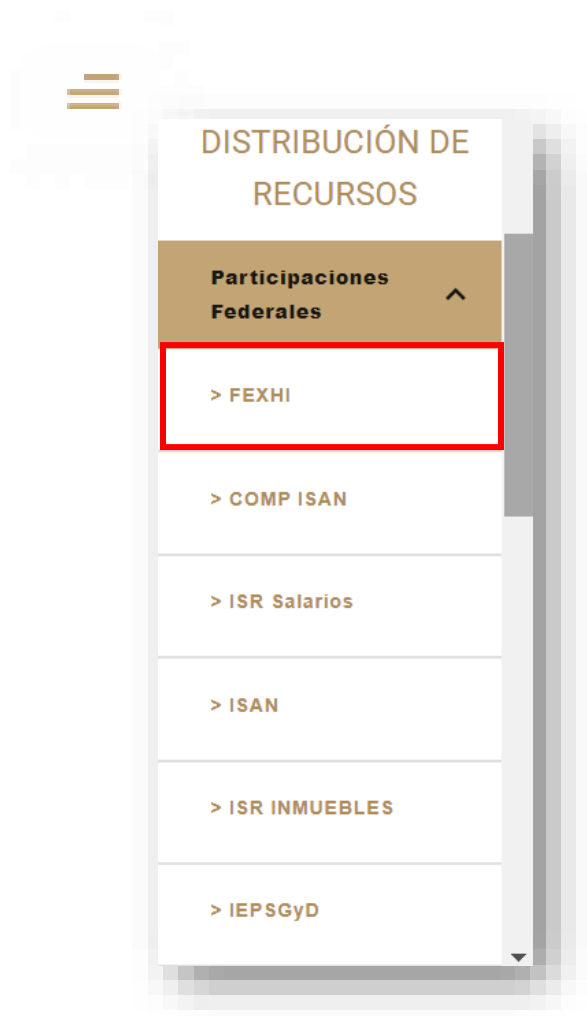 DISTRIBUCIÓN DE
RECURSOS
Participaciones
Federales
> FEXHI
> COMP ISAN
> ISR Salarios
> ISAN
> ISR INMUEBLES
> IEPSGyD